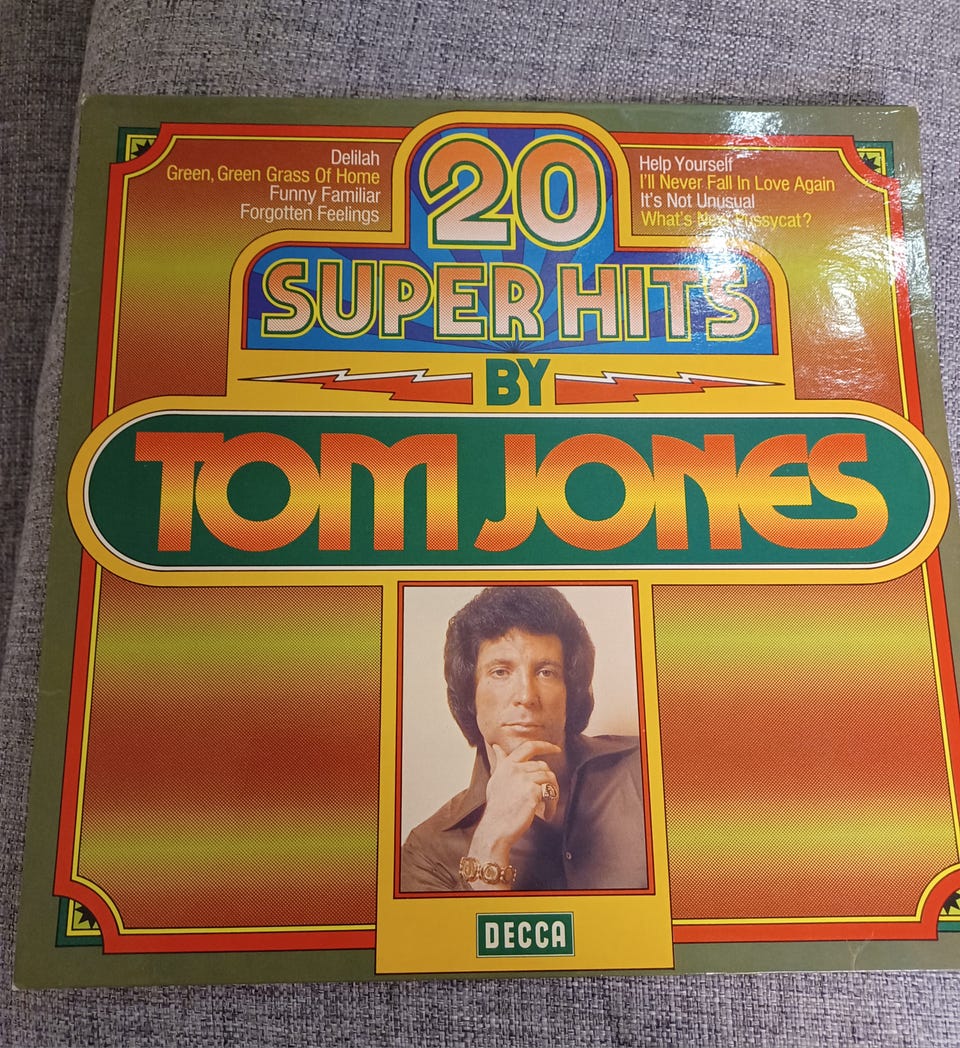 Delilah
Green, Green Grass Of Home
Funny Familiar
Forgotten Feelings
20
SUPER HITS
Help Yourself
I'll Never Fall In Love Again
It's Not Unusual
What's New Pussycat?
BY
TOM JONES
DECCA